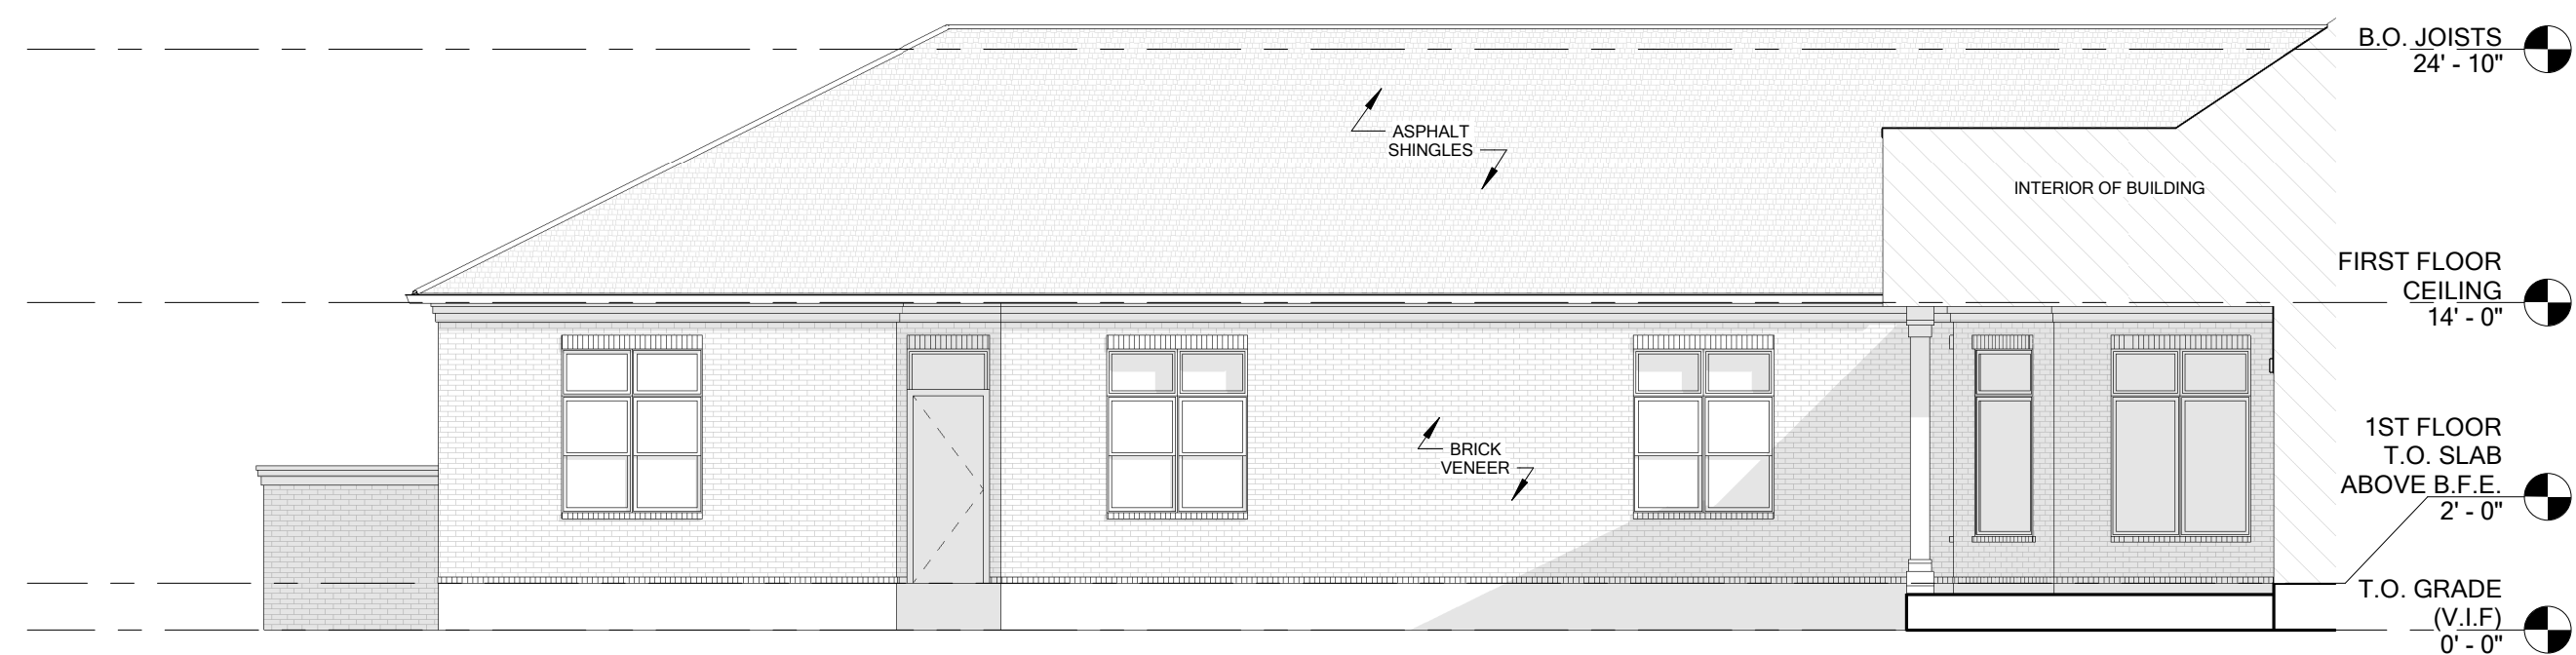 B.O. JOISTS
24' - 10"
ASPHALT
SHINGLES
INTERIOR OF BUILDING
FIRST FLOOR
CEILING
14' - 0"
BRICK
VENEER
1ST FLOOR
T.O. SLAB
ABOVE B.F.E.
2' - 0"
T.O. GRADE
(V.I.F)
0' - 0"